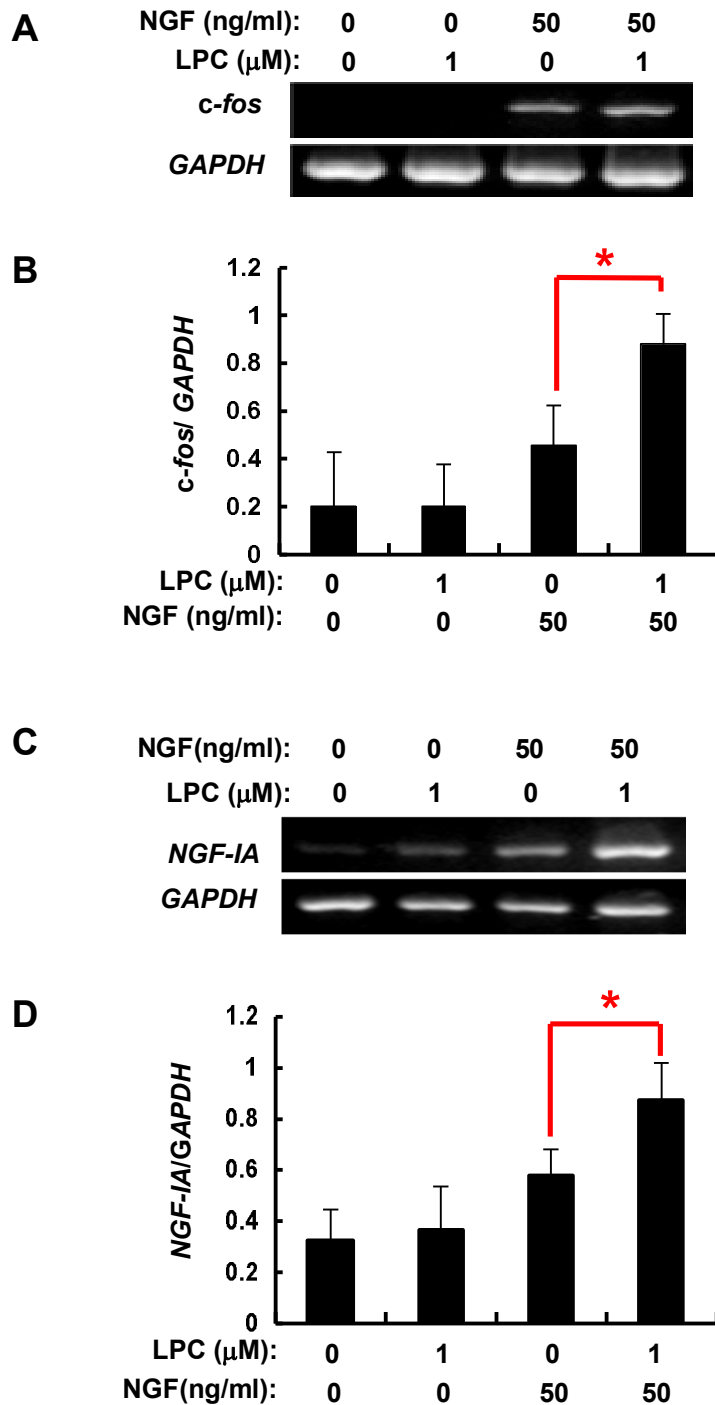 A
NGF (ng/ml): 0 0 50 50
LPC (μM): 0 1 0 1
c-fos
GAPDH
B
*
1.2
1
0.8
0.6
0.4
0.2
0
c-fos/ GAPDH
LPC (μM): 0 1 0 1
NGF (ng/ml): 0 0 50 50
C
NGF(ng/ml): 0 0 50 50
LPC (μM): 0 1 0 1
NGF-IA
GAPDH
D
*
1.2
1
0.8
0.6
0.4
0.2
0
NGF-IA/GAPDH
LPC (μM): 0 1 0 1
NGF(ng/ml): 0 0 50 50